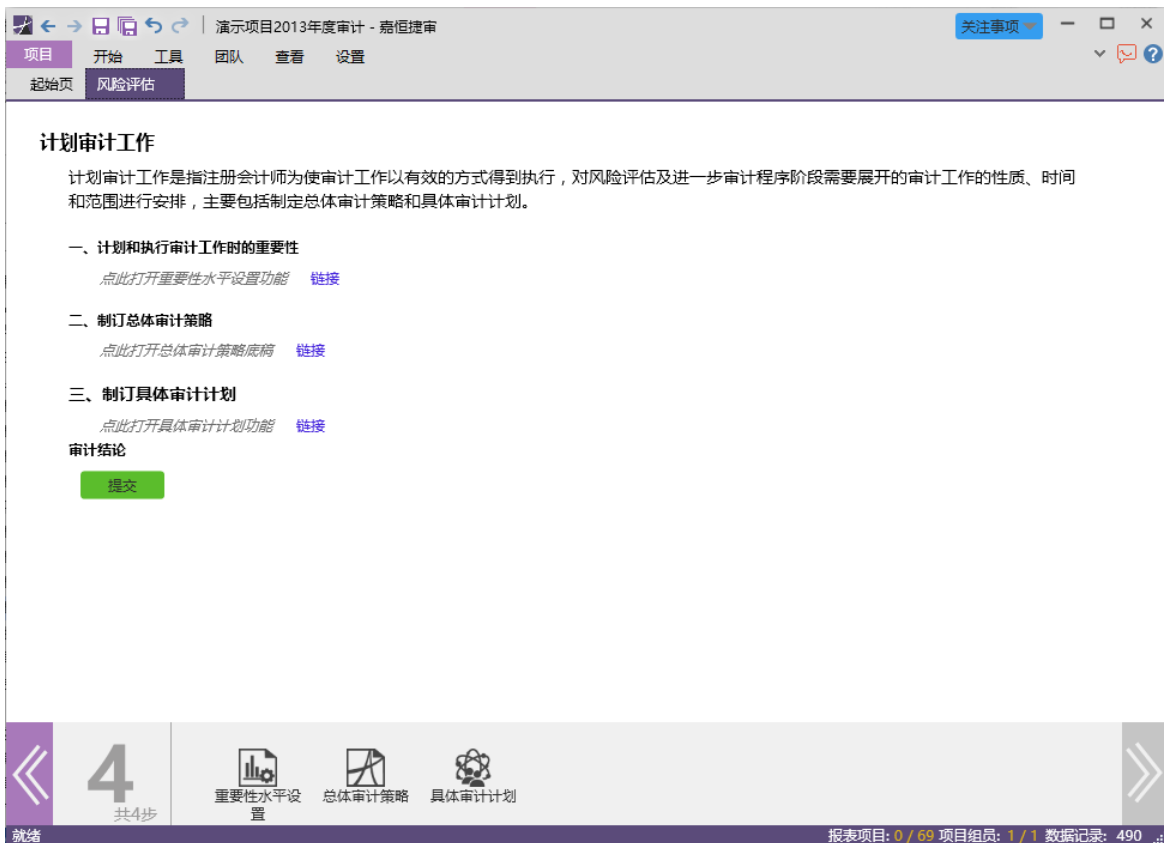 演示项目2013年度审计 - 嘉恒捷审
关注事项
项目 开始 工具 团队 查看 设置
起始页 风险评估
计划审计工作
计划审计工作是指注册会计师为使审计工作以有效的方式得到执行，对风险评估及进一步审计程序阶段需要展开的审计工作的性质、时间
和范围进行安排，主要包括制定总体审计策略和具体审计计划。
一、计划和执行审计工作时的重要性
点此打开重要性水平设置功能 链接
二、制订总体审计策略
点此打开总体审计策略底稿 链接
三、制订具体审计计划
点此打开具体审计计划功能 链接
审计结论
提交
4
共4步
重要性水平设
置
总体审计策略
具体审计计划
就绪
报表项目: 0 / 69 项目组员: 1 / 1 数据记录: 490